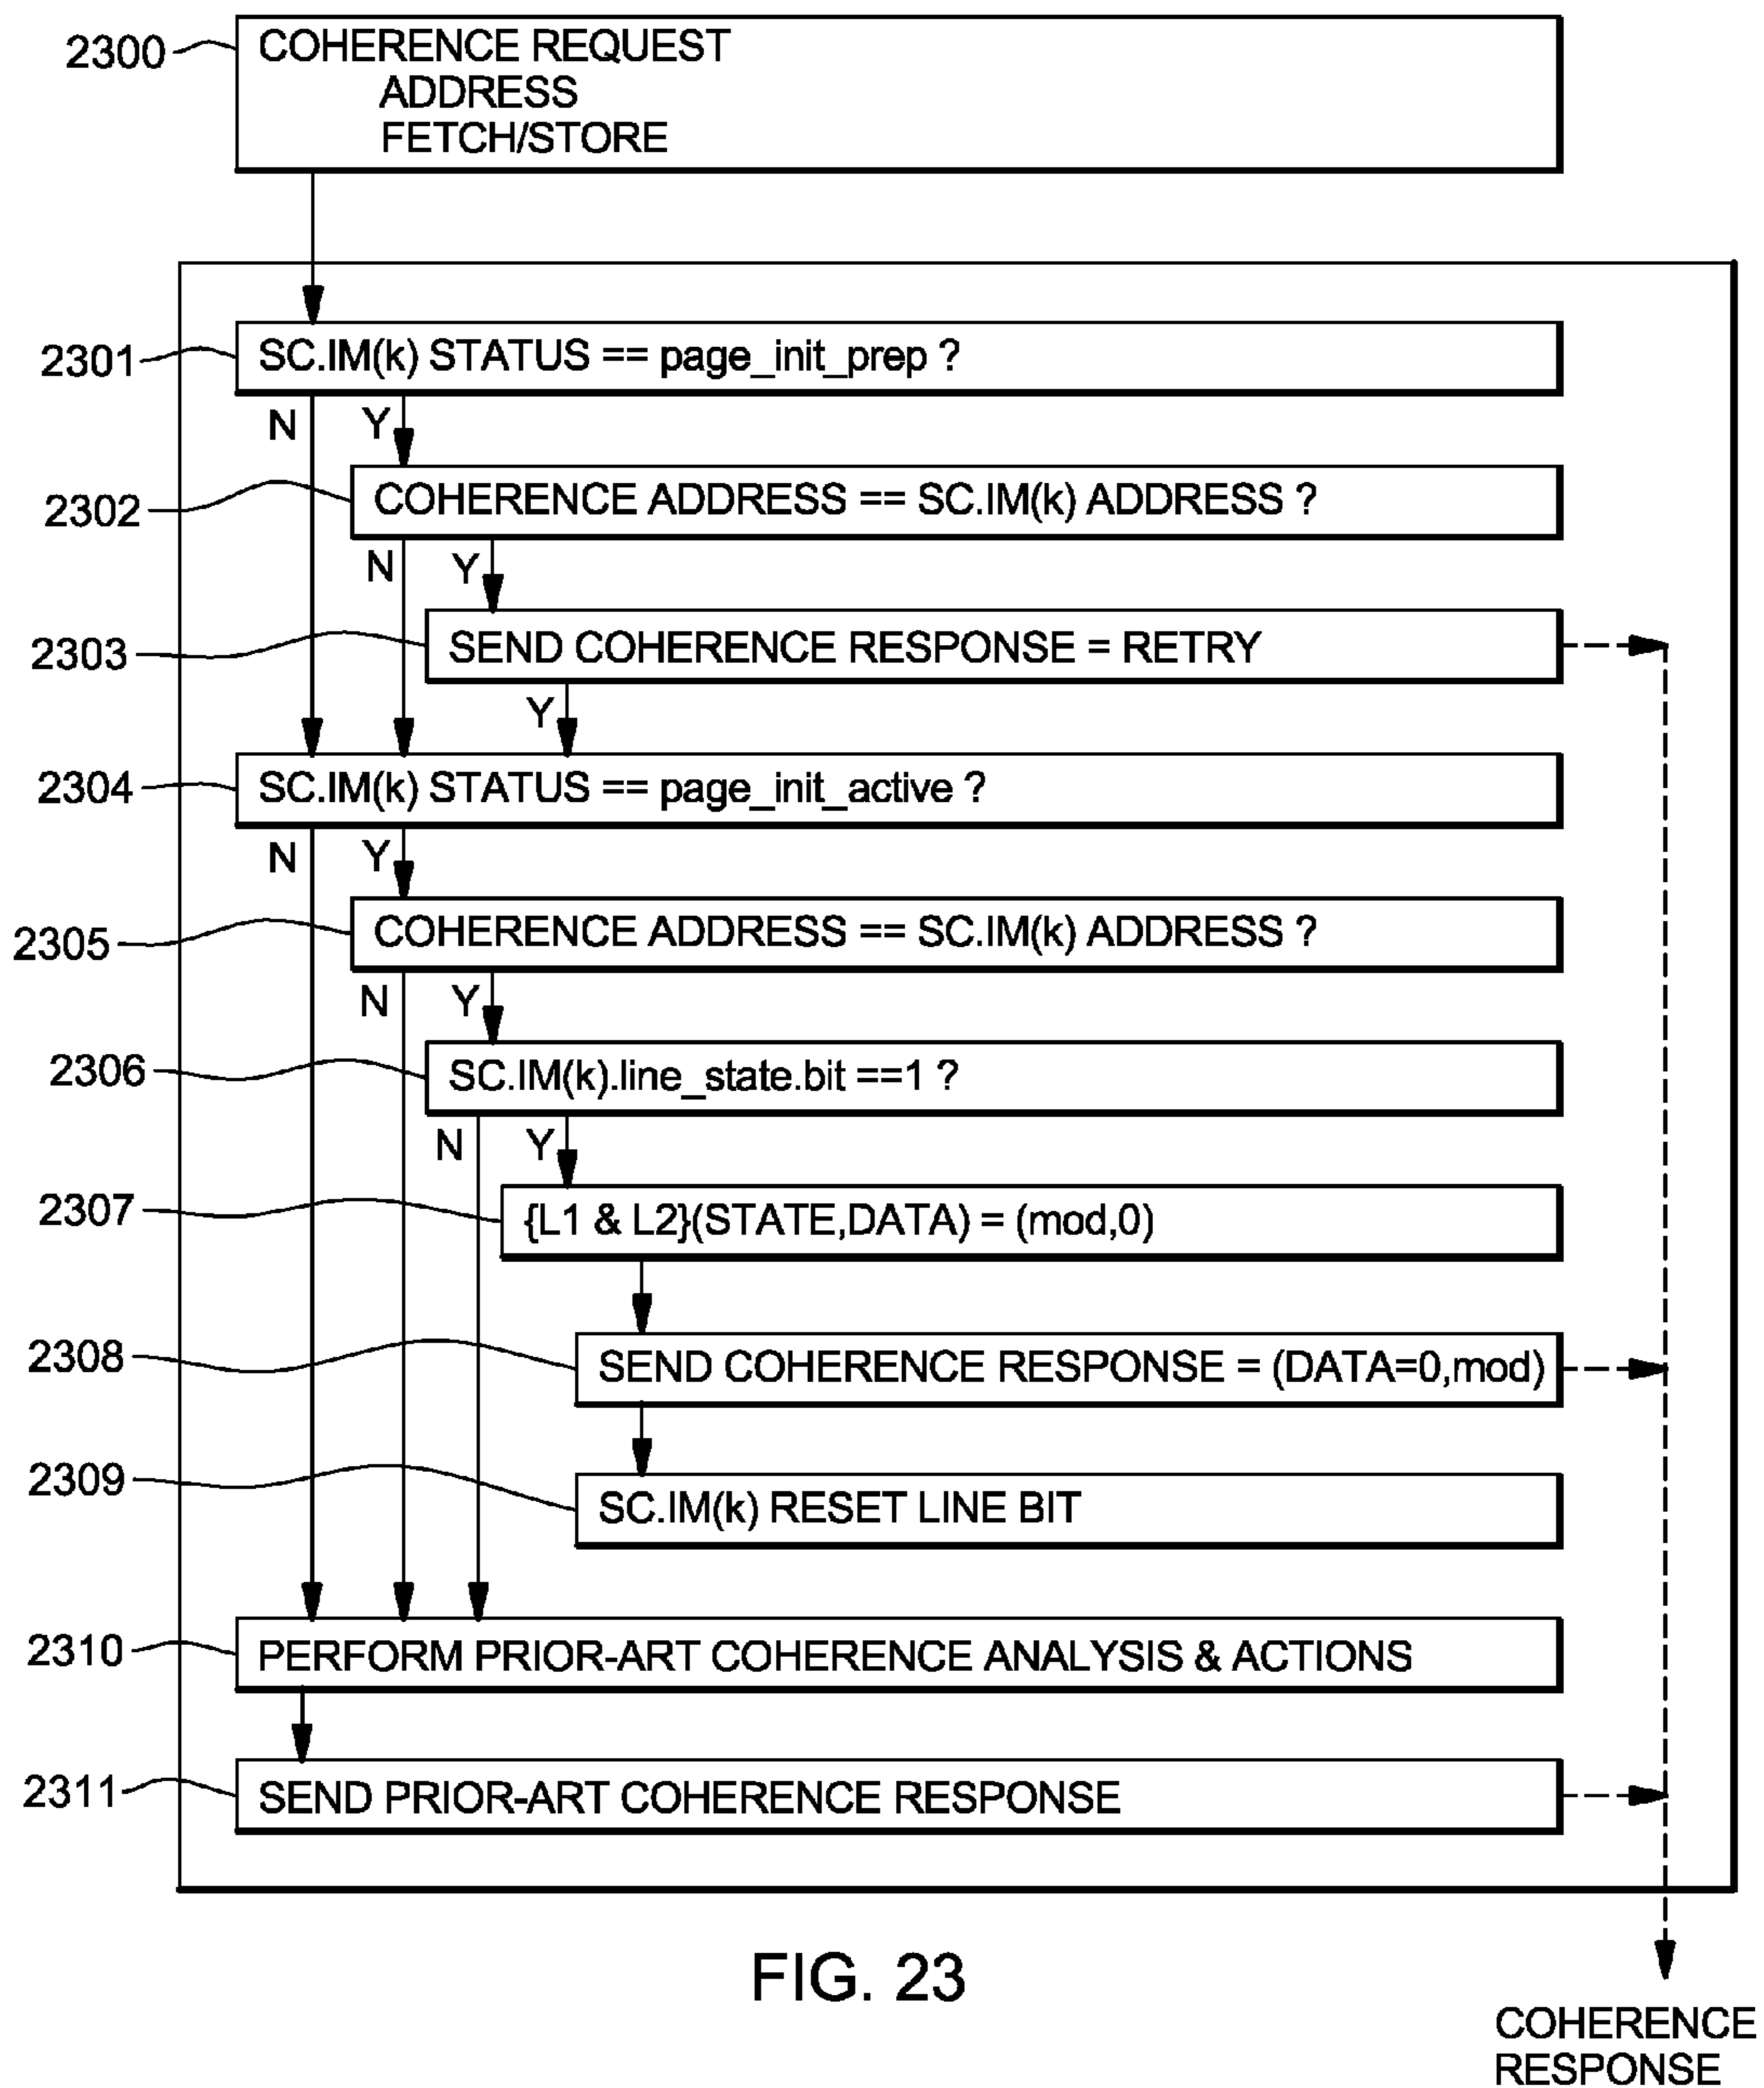 2300
COHERENCE REQUEST
ADDRESS
FETCH/STORE
2301
SC.IM(k) STATUS == page_init_prep ?
N
Y
2302
COHERENCE ADDRESS == SC.IM(k) ADDRESS ?
N
Y
2303
SEND COHERENCE RESPONSE = RETRY
Y
2304
SC.IM(k) STATUS == page_init_active ?
N
Y
2305
COHERENCE ADDRESS == SC.IM(k) ADDRESS ?
N
Y
2306
SC.IM(k).line_state.bit ==1 ?
N
Y
2307
{L1 & L2}(STATE,DATA) = (mod,0)
2308
SEND COHERENCE RESPONSE = (DATA=0,mod)
2309
SC.IM(k) RESET LINE BIT
2310
PERFORM PRIOR-ART COHERENCE ANALYSIS & ACTIONS
2311
SEND PRIOR-ART COHERENCE RESPONSE
FIG. 23
COHERENCE
RESPONSE